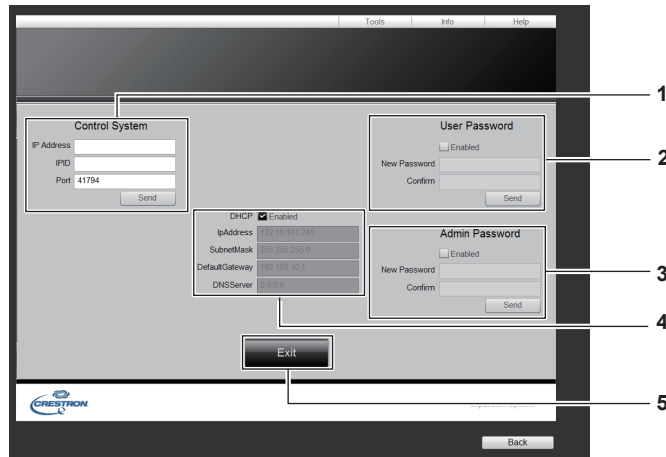 Tools Info Help
1
Control System
IP Address
IPID
Port 41794
Send
User Password
Enabled
New Password
Confirm
Send
2
DHCP Enabled
IpAddress 172.16.161.245
SubnetMask 255.255.255.0
DefaultGateway 192.168.10.1
DNSServer 0.0.0.0
Admin Password
Enabled
New Password
Confirm
Send
3
4
Exit
5
CRESTRON
Back